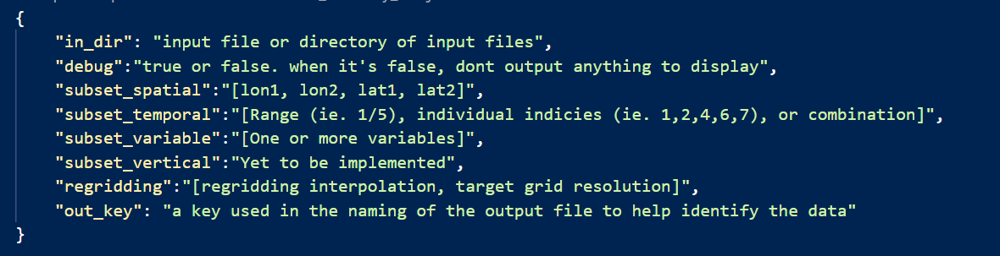 {
"in_dir": "input file or directory of input files",
"debug":"true or false. when it's false, dont output anything to display",
"subset_spatial":"[lon1, lon2, lat1, lat2]",
"subset_temporal":"[Range (ie. 1/5), individual indicies (ie. 1,2,4,6,7), or combination]",
"subset_variable":"[One or more variables]",
"subset_vertical":"Yet to be implemented",
"regridding":"[regridding interpolation, target grid resolution]",
"out_key": "a key used in the naming of the output file to help identify the data"
}